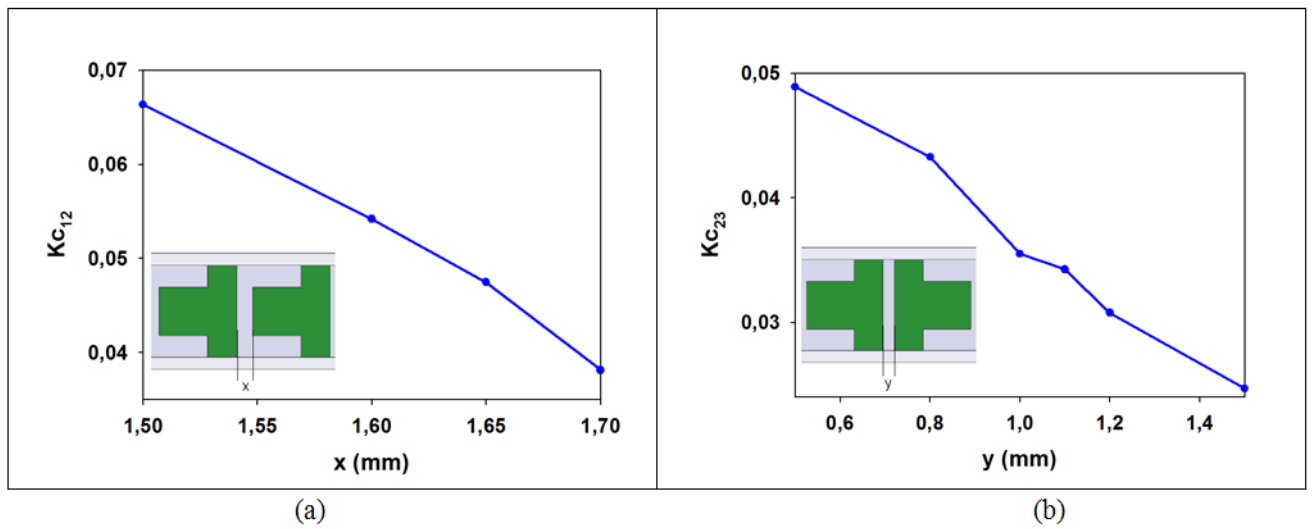 0,07
0,06
0,05
0,04
Kc12
x
1,50 1,55 1,60 1,65 1,70
x (mm)
(a)
0,05
0,04
0,03
Kc23
y
0,6 0,8 1,0 1,2 1,4
y (mm)
(b)